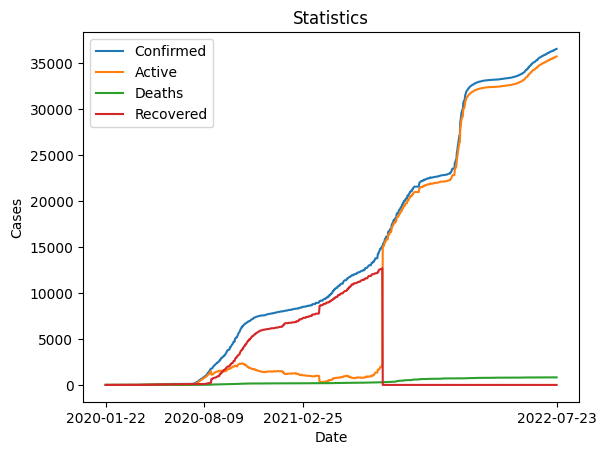 Statistics
Confirmed
Active
Deaths
Recovered
35000
30000
25000
20000
15000
10000
5000
0
Cases
2020-01-22 2020-08-09 2021-02-25 2022-07-23
Date